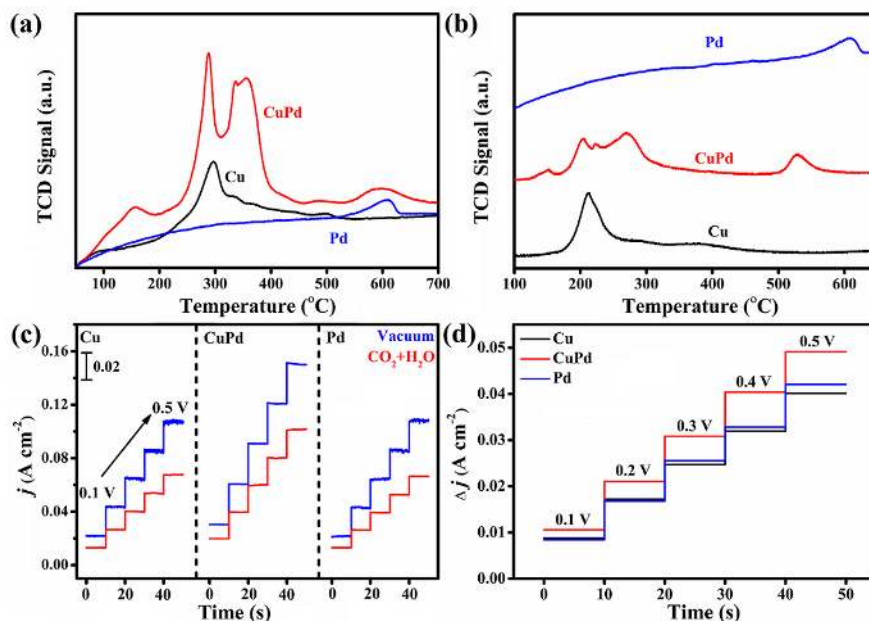 (a)
TCD Signal (a.u.)
CuPd
Cu
Pd
100 200 300 400 500 600 700
Temperature (°C)
(b)
TCD Signal (a.u.)
Pd
CuPd
Cu
100 200 300 400 500 600
Temperature (°C)
(c)
Cu CuPd Pd Vacuum
CO₂+H₂O
0.02
0.5 V
0.1 V
0.16
0.12
0.08
0.04
0.00
j (A cm⁻²)
0 20 40 0 20 40 0 20 40
Time (s)
(d)
Cu
CuPd
Pd
0.1 V
0.2 V
0.3 V
0.4 V
0.5 V
0.05
0.04
0.03
0.02
0.01
0.00
Δ j (A cm⁻²)
0 10 20 30 40 50
Time (s)